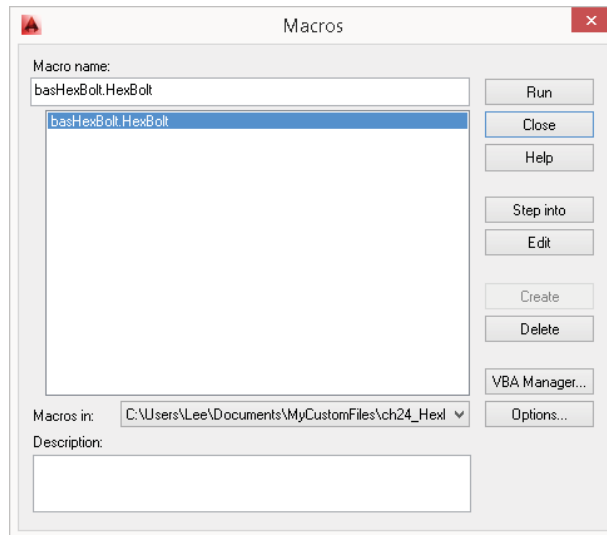 Macros
Macro name:
basHexBolt.HexBolt
basHexBolt.HexBolt
Run
Close
Help
Step into
Edit
Create
Delete
VBA Manager...
Macros in:
C:\Users\Lee\Documents\MyCustomFiles\ch24_Hexl
Options...
Description: